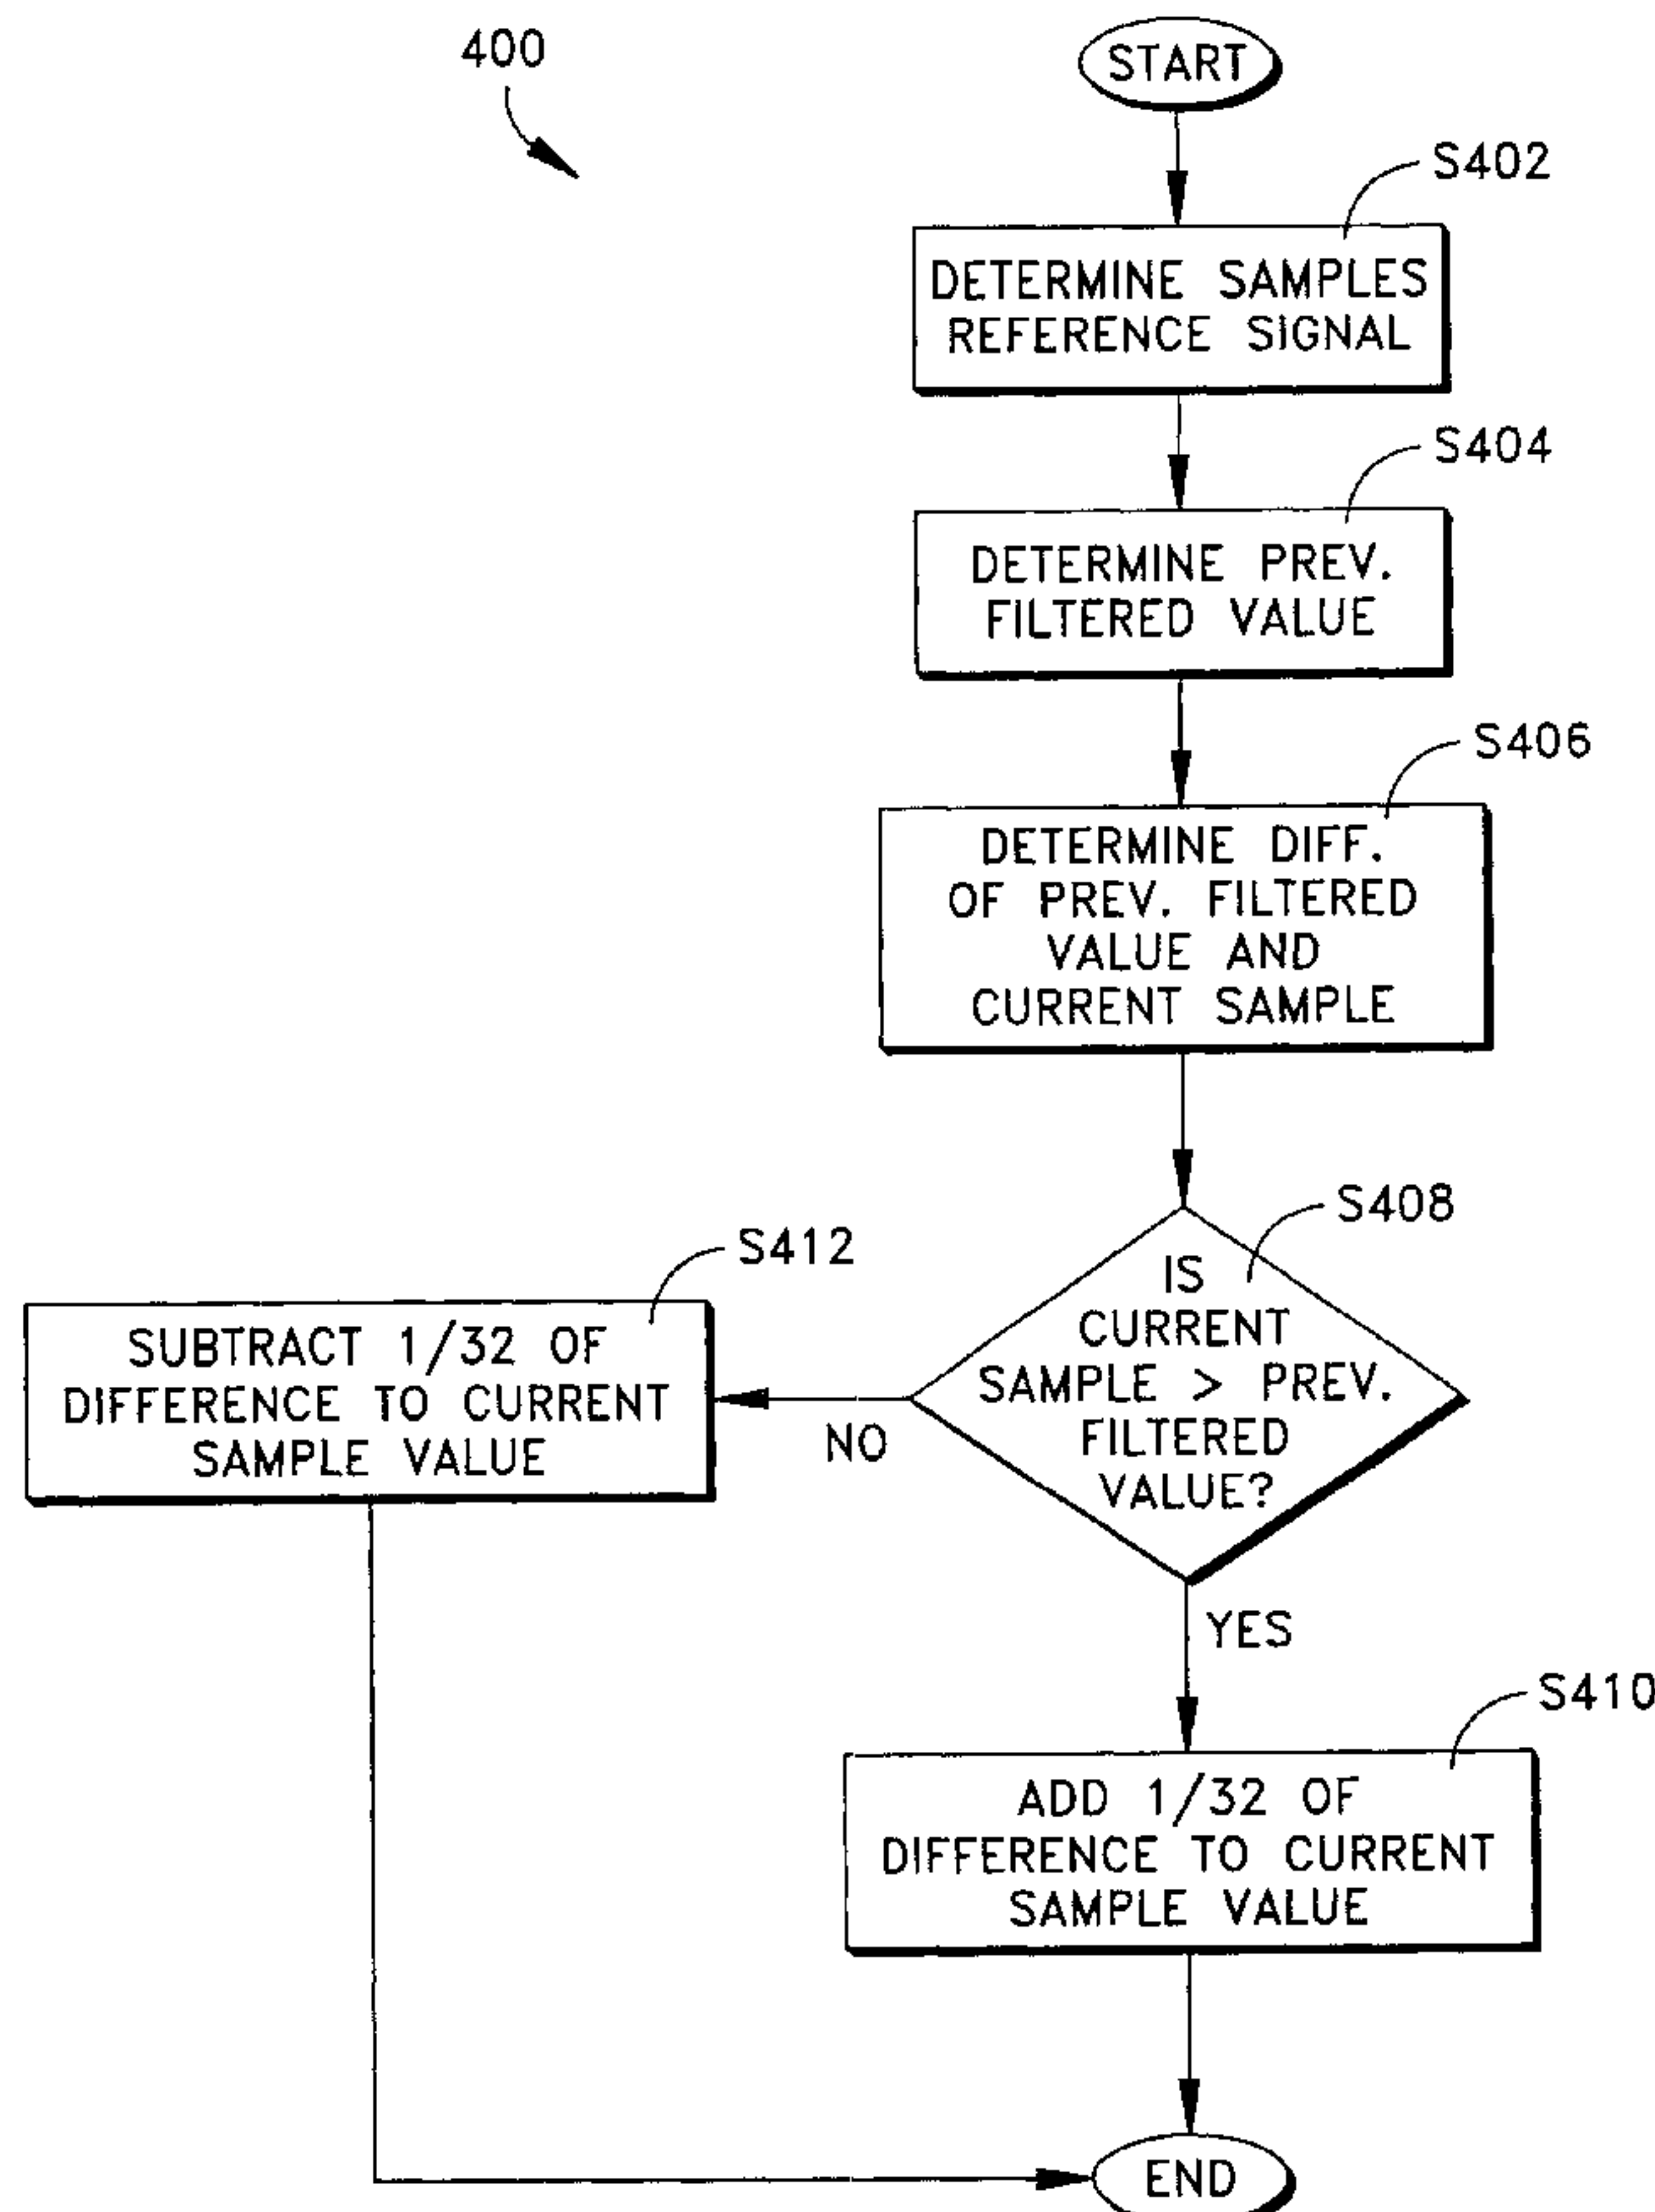 400
START
S402
DETERMINE SAMPLES
REFERENCE SIGNAL
S404
DETERMINE PREV.
FILTERED VALUE
S406
DETERMINE DIFF.
OF PREV. FILTERED
VALUE AND
CURRENT SAMPLE
S408
IS
CURRENT
SAMPLE > PREV.
FILTERED
VALUE?
NO
S412
SUBTRACT 1/32 OF
DIFFERENCE TO CURRENT
SAMPLE VALUE
YES
S410
ADD 1/32 OF
DIFFERENCE TO CURRENT
SAMPLE VALUE
END